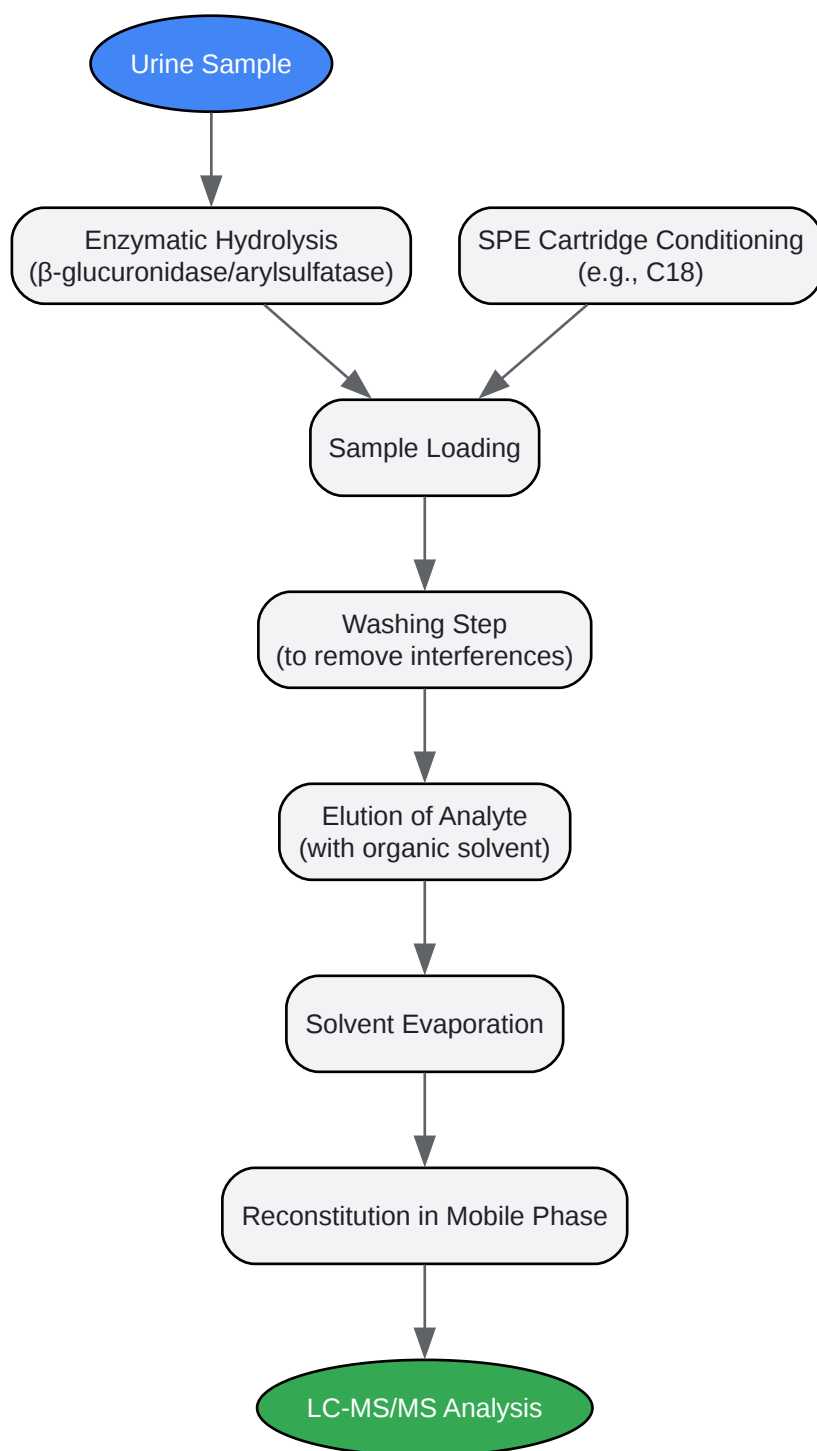 Urine Sample
Enzymatic Hydrolysis
(β-glucuronidase/arylsulfatase)
SPE Cartridge Conditioning
(e.g., C18)
Sample Loading
Washing Step
(to remove interferences)
Elution of Analyte
(with organic solvent)
Solvent Evaporation
Reconstitution in Mobile Phase
LC-MS/MS Analysis